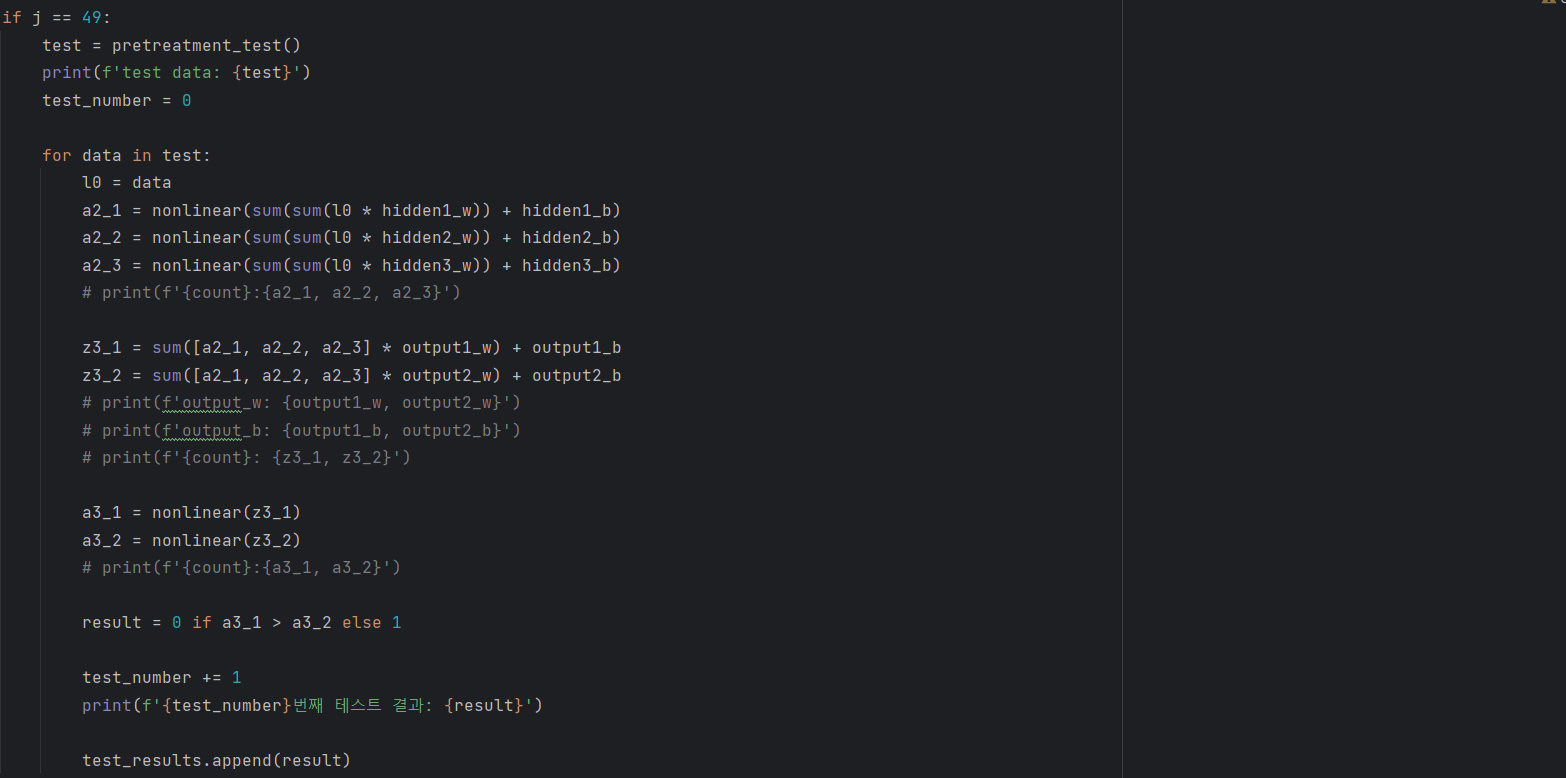 if j == 49:
    test = pretreatment_test()
    print(f'test data: {test}')
    test_number = 0

    for data in test:
        l0 = data
        a2_1 = nonlinear(sum(sum(l0 * hidden1_w)) + hidden1_b)
        a2_2 = nonlinear(sum(sum(l0 * hidden2_w)) + hidden2_b)
        a2_3 = nonlinear(sum(sum(l0 * hidden3_w)) + hidden3_b)
        # print(f'{count}:{a2_1, a2_2, a2_3}')

        z3_1 = sum([a2_1, a2_2, a2_3] * output1_w) + output1_b
        z3_2 = sum([a2_1, a2_2, a2_3] * output2_w) + output2_b
        # print(f'output_w: {output1_w, output2_w}')
        # print(f'output_b: {output1_b, output2_b}')
        # print(f'{count}: {z3_1, z3_2}')

        a3_1 = nonlinear(z3_1)
        a3_2 = nonlinear(z3_2)
        # print(f'{count}:{a3_1, a3_2}')

        result = 0 if a3_1 > a3_2 else 1

        test_number += 1
        print(f'{test_number}번째 테스트 결과: {result}')

        test_results.append(result)